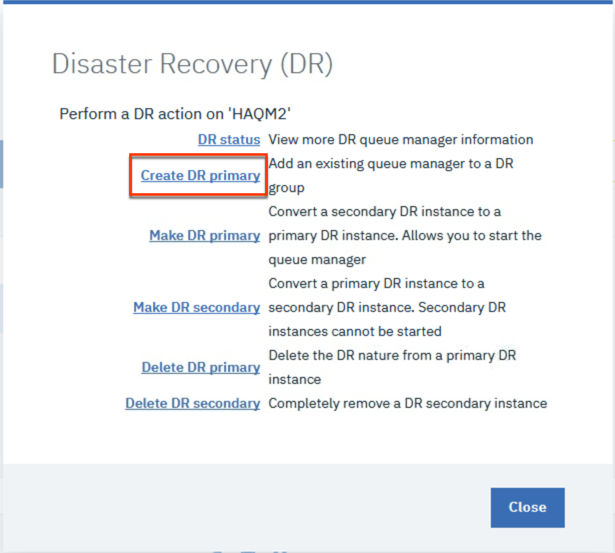 Disaster Recovery (DR)
Perform a DR action on 'HAQM2'
DR status View more DR queue manager information
Create DR primary Add an existing queue manager to a DR
group
Make DR primary Convert a secondary DR instance to a
primary DR instance. Allows you to start the
queue manager
Make DR secondary Convert a primary DR instance to a
secondary DR instance. Secondary DR
instances cannot be started
Delete DR primary Delete the DR nature from a primary DR
instance
Delete DR secondary Completely remove a DR secondary instance
Close